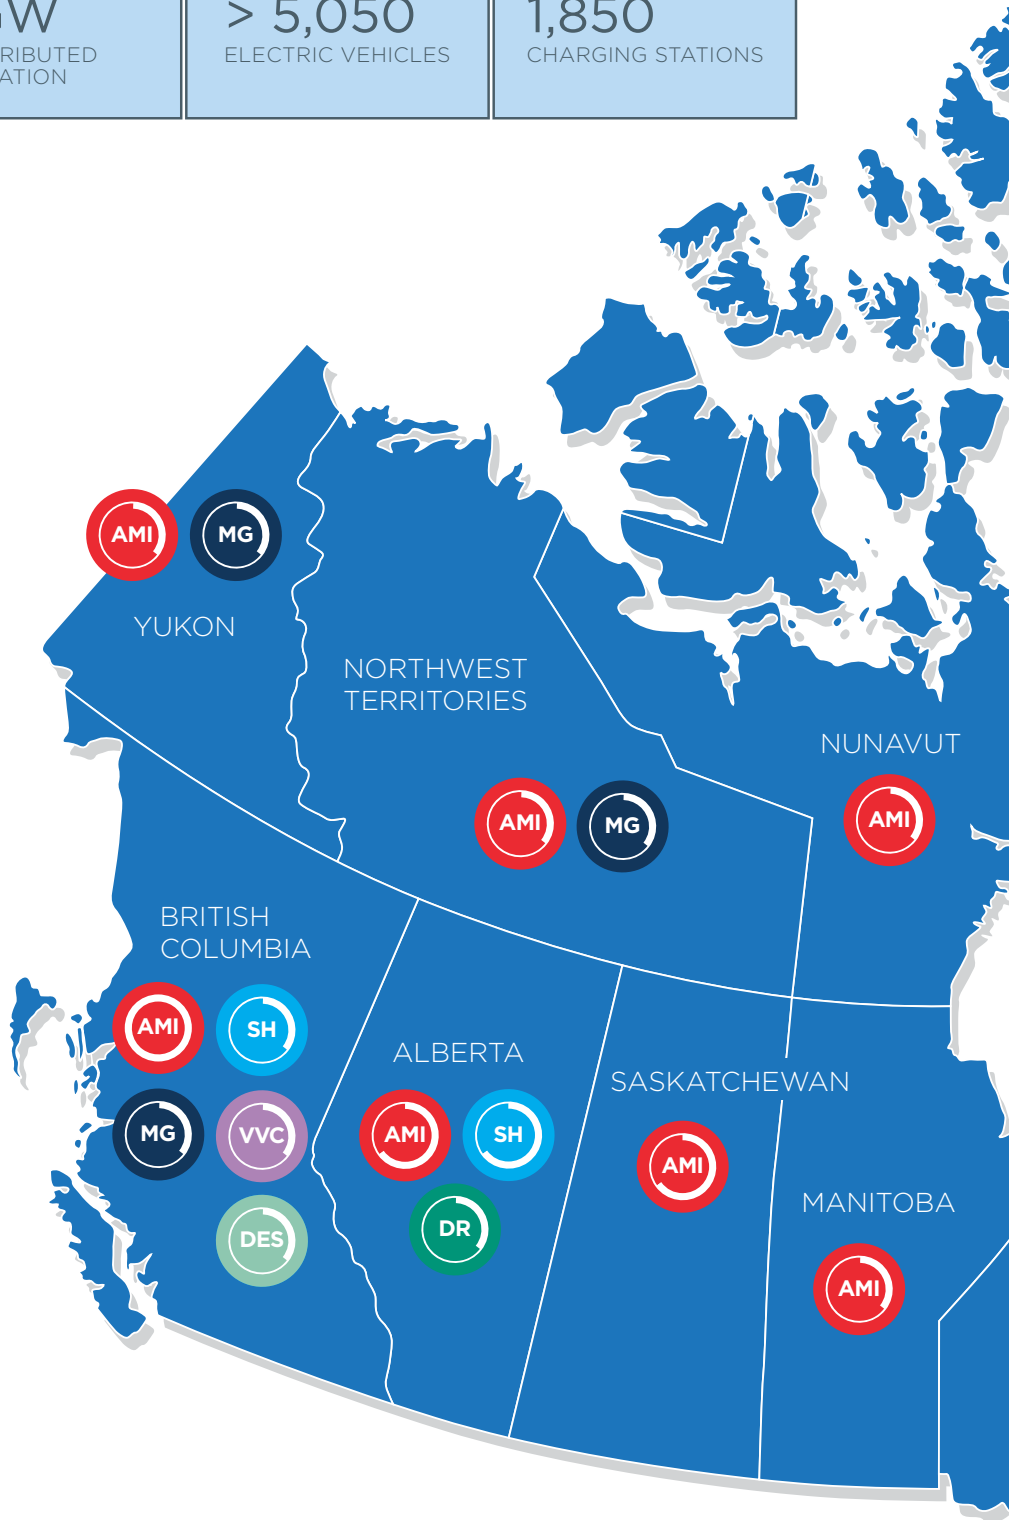 > 5,050
ELECTRIC VEHICLES
1,850
CHARGING STATIONS
AMI
MG
YUKON
NORTHWEST
TERRITORIES
NUNAVUT
AMI
MG
AMI
BRITISH
COLUMBIA
AMI
SH
MG
VVC
DES
ALBERTA
AMI
SH
DR
SASKATCHEWAN
AMI
MANITOBA
AMI